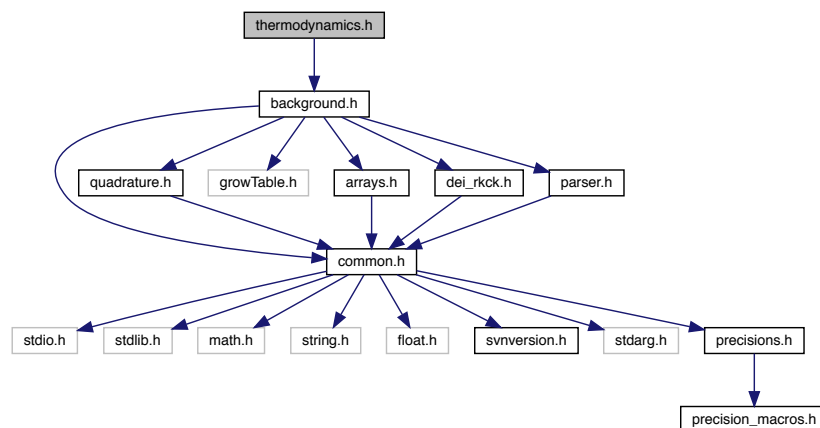 thermodynamics.h
background.h
quadrature.h
growTable.h
arrays.h
dei_rkck.h
parser.h
common.h
stdio.h
stdlib.h
math.h
string.h
float.h
svnversion.h
stdarg.h
precisions.h
precision_macros.h